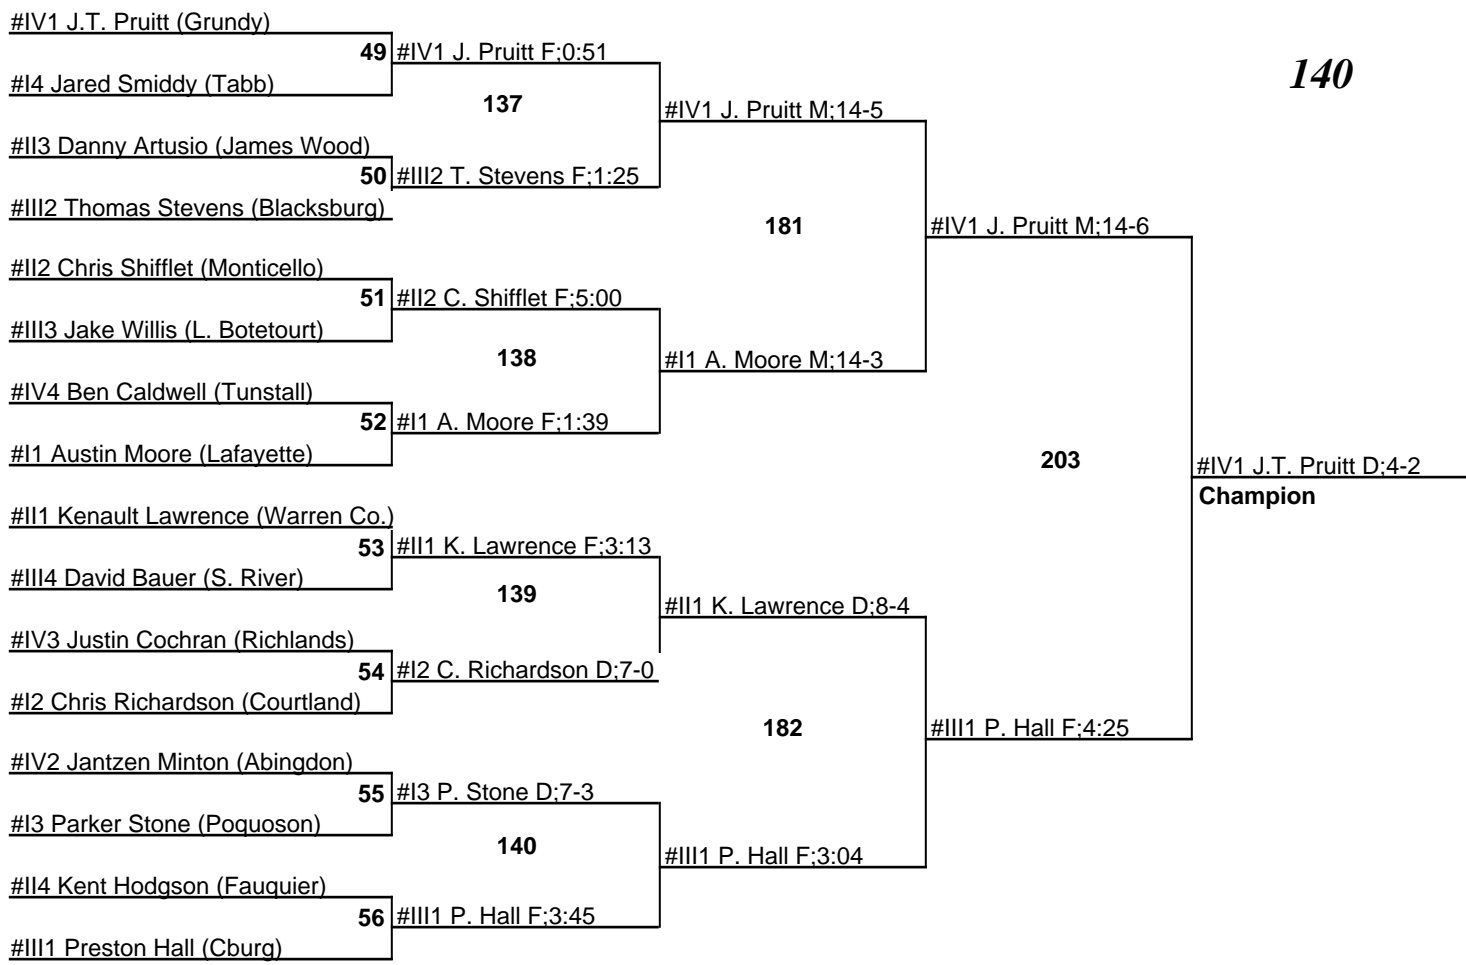 #IV1 J.T. Pruitt (Grundy)
49 #IV1 J. Pruitt F;0:51
140
#I4 Jared Smiddy (Tabb)
137
#IV1 J. Pruitt M;14-5
#II3 Danny Artusio (James Wood)
50 #III2 T. Stevens F;1:25
#III2 Thomas Stevens (Blacksburg)
181
#IV1 J. Pruitt M;14-6
#II2 Chris Shifflet (Monticello)
51 #II2 C. Shifflet F;5:00
#III3 Jake Willis (L. Botetourt)
138
#I1 A. Moore M;14-3
#IV4 Ben Caldwell (Tunstall)
52 #I1 A. Moore F;1:39
#I1 Austin Moore (Lafayette)
203
#IV1 J.T. Pruitt D;4-2
Champion
#II1 Kenault Lawrence (Warren Co.)
53 #II1 K. Lawrence F;3:13
#III4 David Bauer (S. River)
139
#II1 K. Lawrence D;8-4
#IV3 Justin Cochran (Richlands)
54 #I2 C. Richardson D;7-0
#I2 Chris Richardson (Courtland)
182
#III1 P. Hall F;4:25
#IV2 Jantzen Minton (Abingdon)
55 #I3 P. Stone D;7-3
#I3 Parker Stone (Poquoson)
140
#III1 P. Hall F;3:04
#II4 Kent Hodgson (Fauquier)
56 #III1 P. Hall F;3:45
#III1 Preston Hall (Cburg)